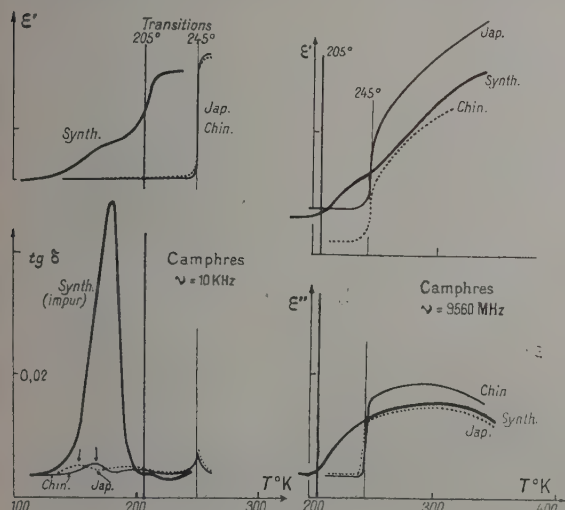 Transitions
ε'
205°
245°
Jap.
Chin.
Synth.
ε'
205°
245°
Jap.
Synth.
Chin.
tg δ
Synth.
(impur)
Camphres
ν = 10 KHz
0,02
Chin.
Jap.
T°K
100
200
300
ε"
Camphres
ν = 9560 MHz
Chin
Synth.
Jap.
T°K
200
300
400